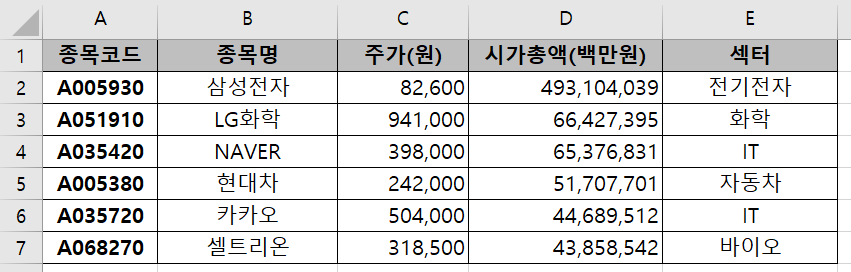 A B C D E
1 종목코드 종목명 주가(원) 시가총액(백만원) 섹터
2 A005930 삼성전자 82,600 493,104,039 전기전자
3 A051910 LG화학 941,000 66,427,395 화학
4 A035420 NAVER 398,000 65,376,831 IT
5 A005380 현대차 242,000 51,707,701 자동차
6 A035720 카카오 504,000 44,689,512 IT
7 A068270 셀트리온 318,500 43,858,542 바이오